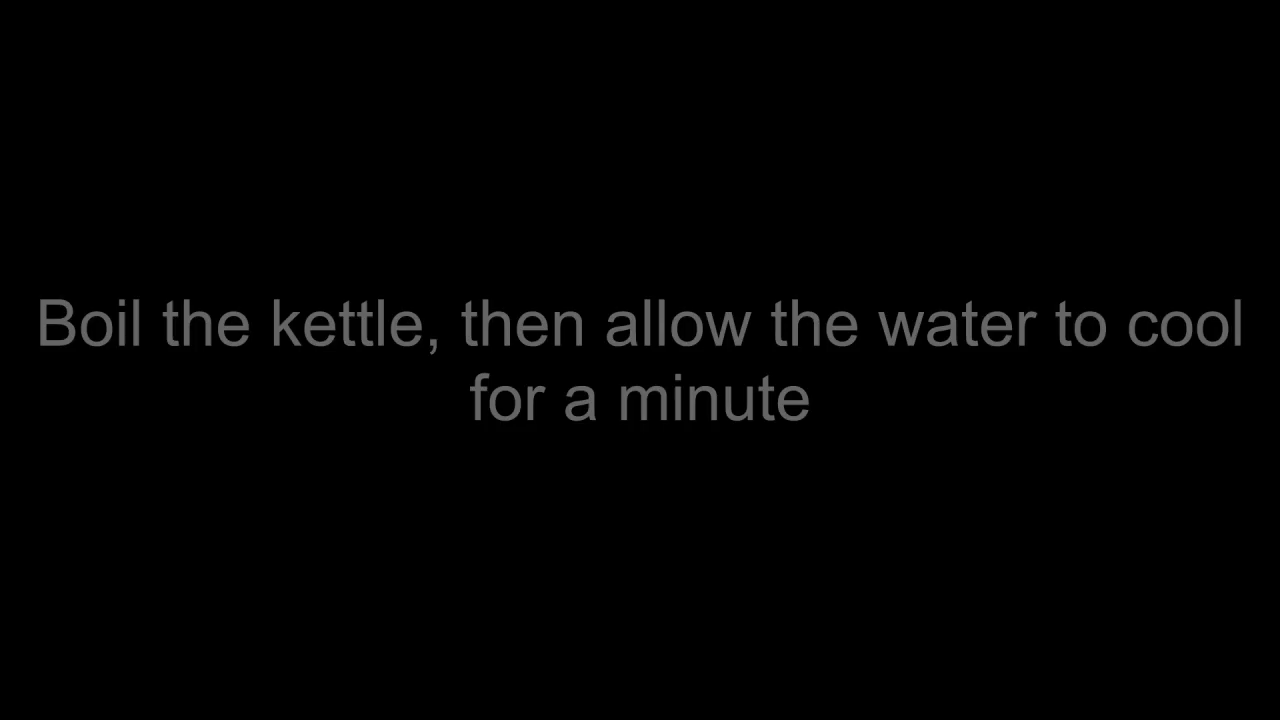 Boil the kettle, then allow the water to cool
for a minute